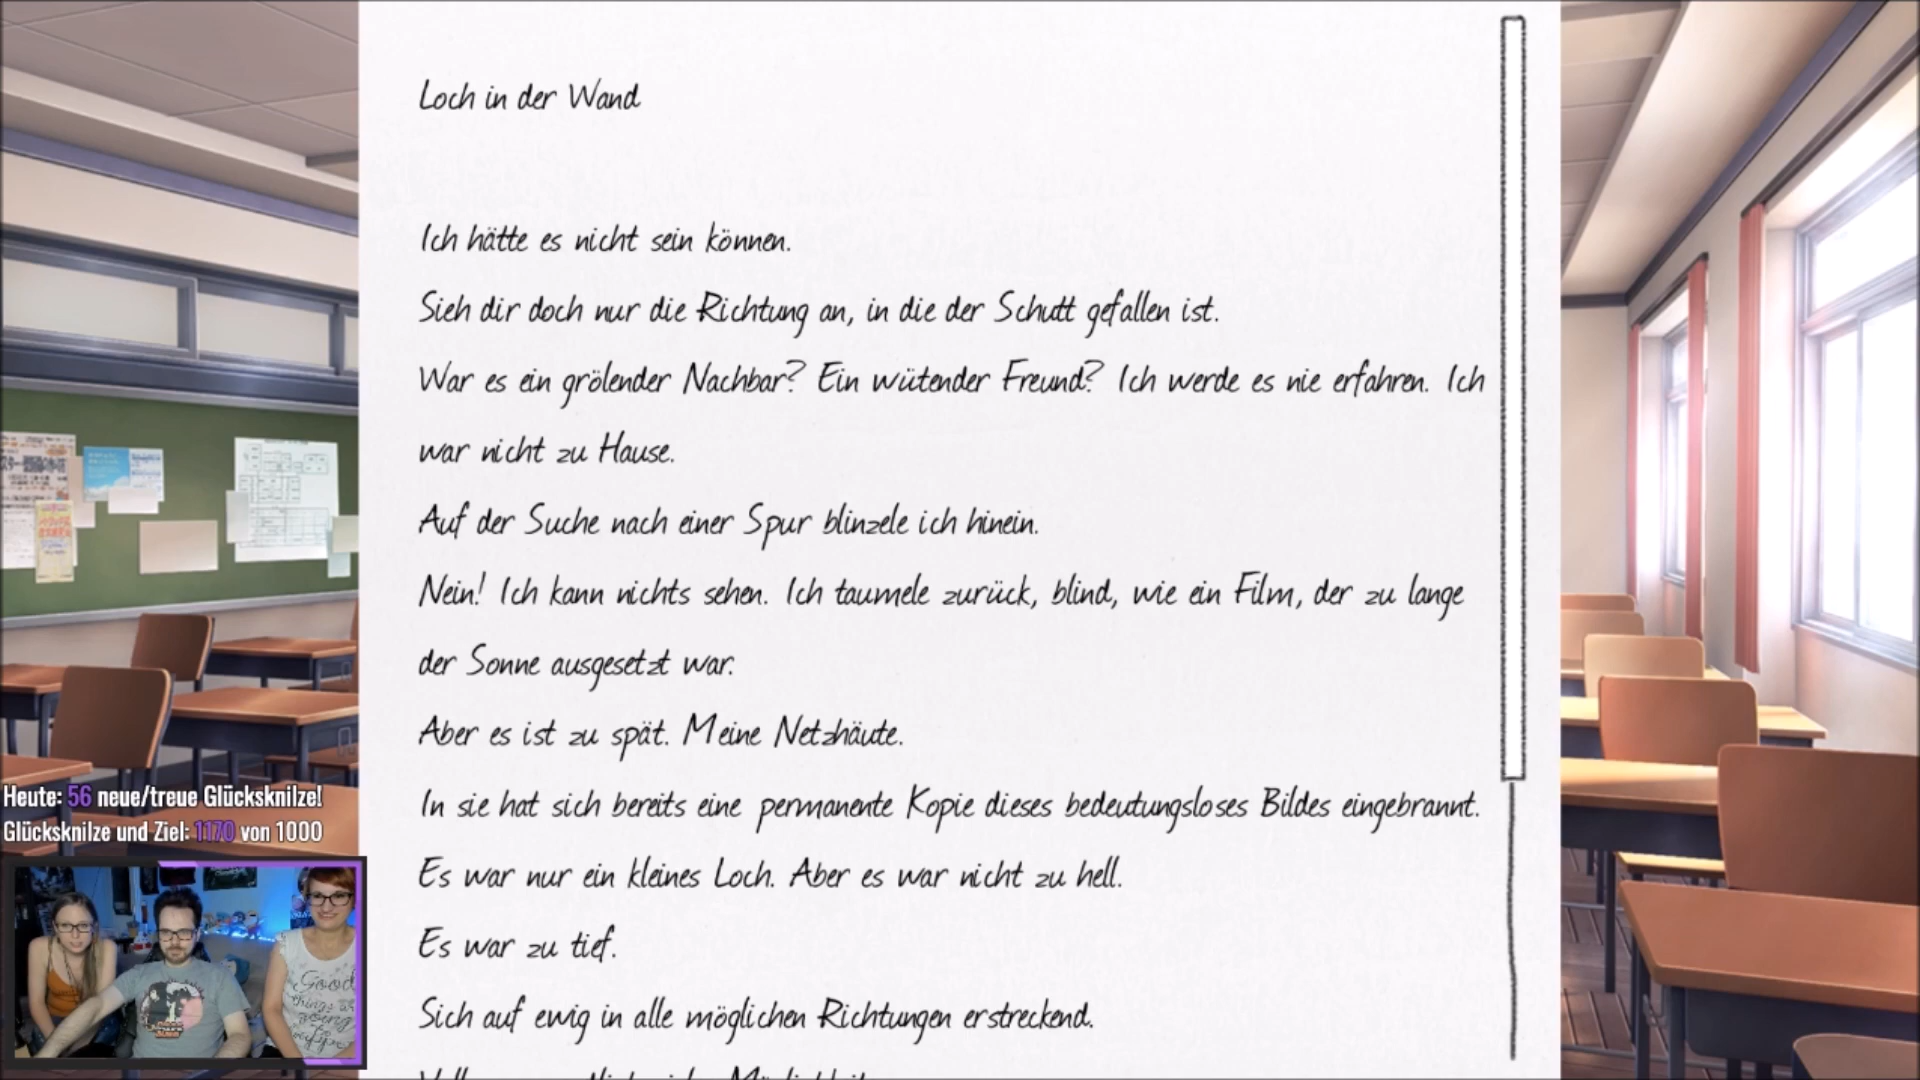 Loch in der Wand
Ich hätte es nicht sein können.
Sieh dir doch nur die Richtung an, in die der Schutt gefallen ist.
War es ein grölender Nachbar? Ein wütender Freund? Ich werde es nie erfahren. Ich
war nicht zu Hause.
Auf der Suche nach einer Spur blinzele ich hinein.
Nein! Ich kann nichts sehen. Ich taumele zurück, blind, wie ein Film, der zu lange
der Sonne ausgesetzt war.
Aber es ist zu spät. Meine Netzhäute.
In sie hat sich bereits eine permanente Kopie dieses bedeutungsloses Bildes eingebrannt.
Es war nur ein kleines Loch. Aber es war nicht zu hell.
Es war zu tief.
Sich auf ewig in alle möglichen Richtungen erstreckend.
Heute: 56 neue/treue Glücksknilze!
Glücksknilze und Ziel: 1170 von 1000
Good